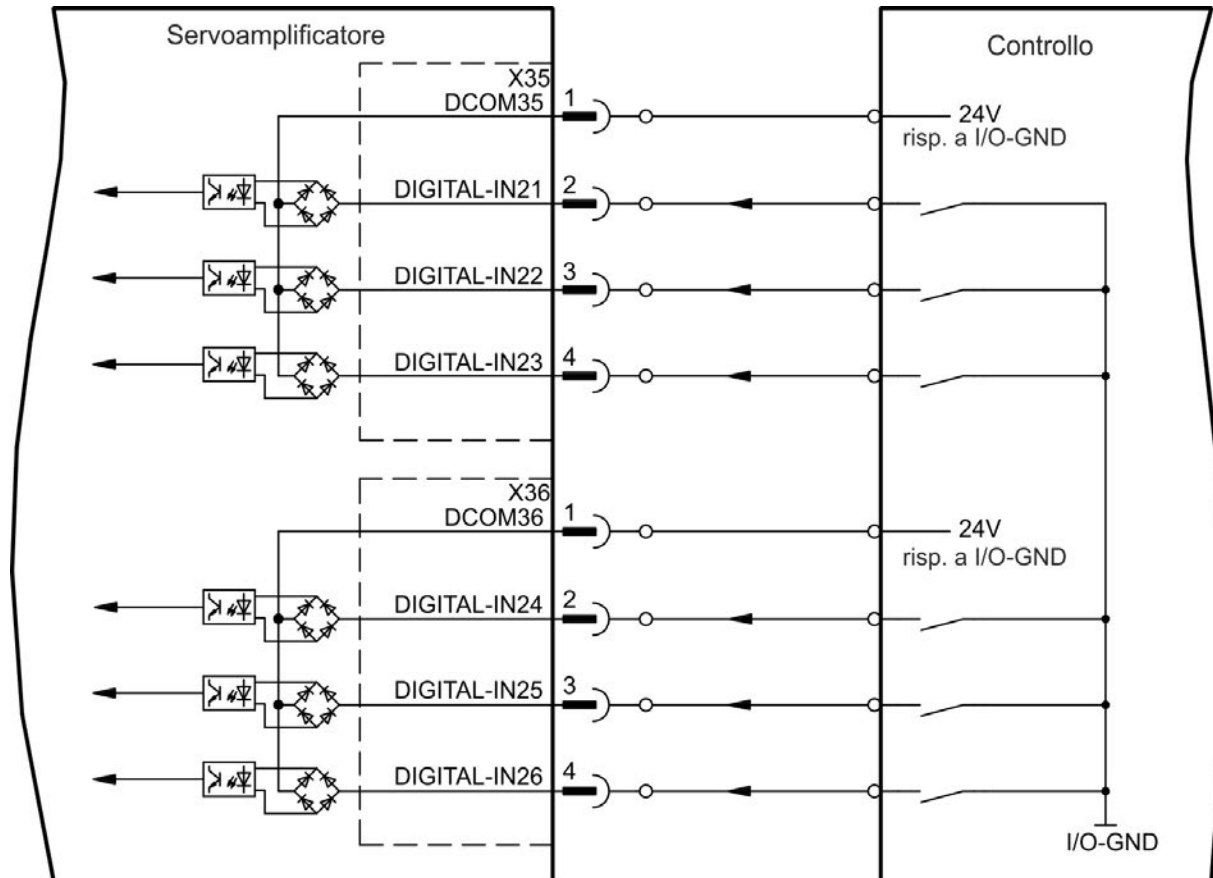 Servoamplificatore
Controllo
X35
DCOM35
1
24V
risp. a I/O-GND
DIGITAL-IN21
2
DIGITAL-IN22
3
DIGITAL-IN23
4
X36
DCOM36
1
24V
risp. a I/O-GND
DIGITAL-IN24
2
DIGITAL-IN25
3
DIGITAL-IN26
4
I/O-GND